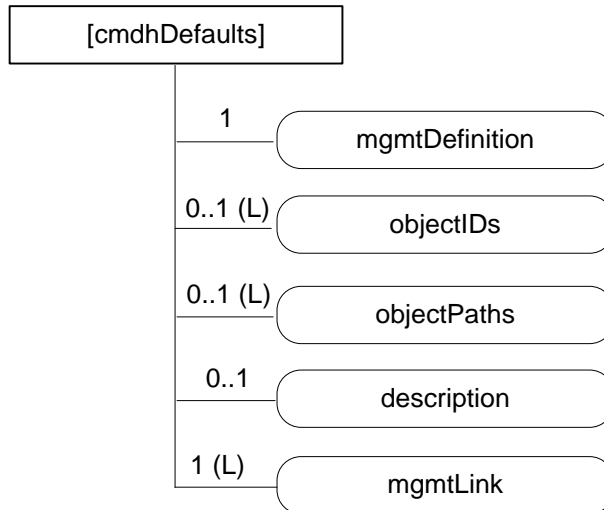 [cmdhDefaults]
1
mgmtDefinition
0..1 (L)
objectIDs
0..1 (L)
objectPaths
0..1
description
1 (L)
mgmtLink